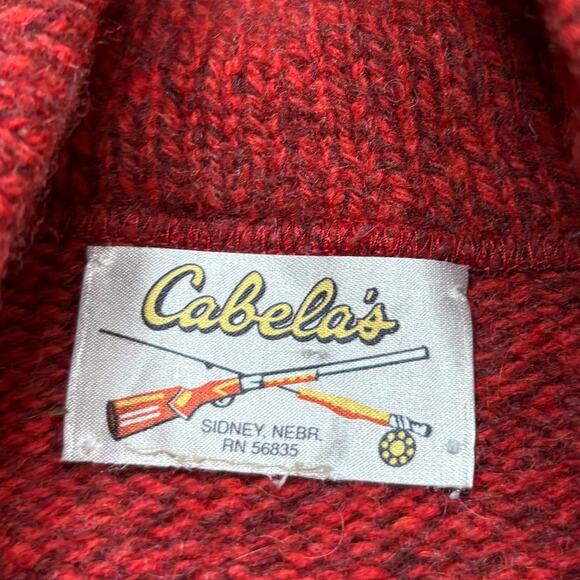 Cabela's
SIDNEY, NEBR.
RN 56835